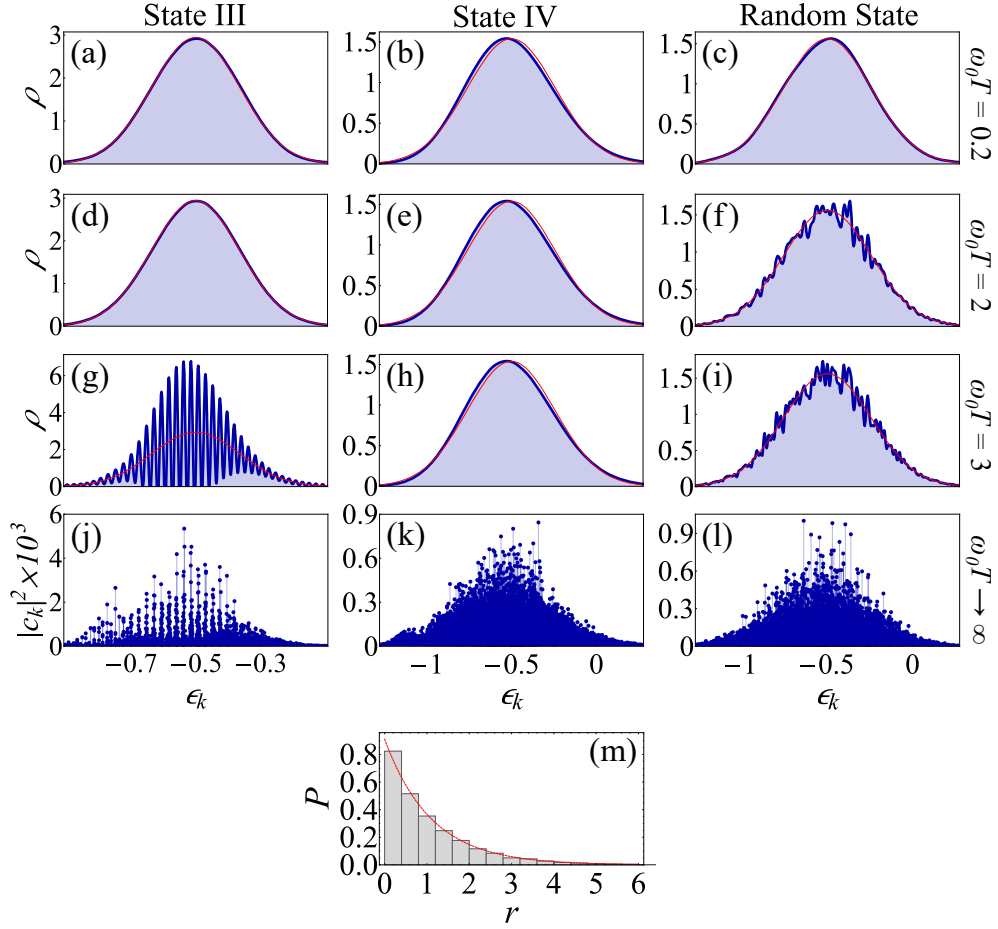 State III State IV Random State
(a) (b) (c)
3 2 1 0
1.5 1 0.5 0
1.5 1 0.5 0
ρ
ω₀T = 0.2
(d) (e) (f)
3 2 1 0
1.5 1 0.5 0
1.5 1 0.5 0
ρ
ω₀T = 2
(g) (h) (i)
6 4 2 0
1.5 1 0.5 0
1.5 1 0.5 0
ρ
ω₀T = 3
(j) (k) (l)
6 4 2 0
0.9 0.6 0.3 0
0.9 0.6 0.3 0
|cₖ|² ×10³
ω₀T → ∞
−0.7 −0.5 −0.3
−1 −0.5 0
−1 −0.5 0
ϵₖ ϵₖ ϵₖ
(m)
0.8 0.6 0.4 0.2 0.0
P
0 1 2 3 4 5 6
r